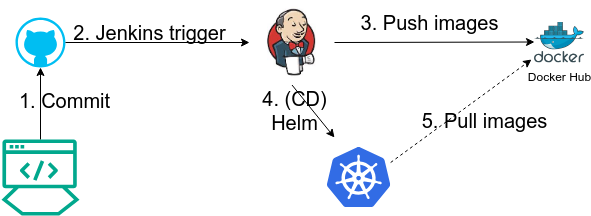 2. Jenkins trigger
3. Push images
docker
Docker Hub
1. Commit
4. (CD)
Helm
5. Pull images
</>